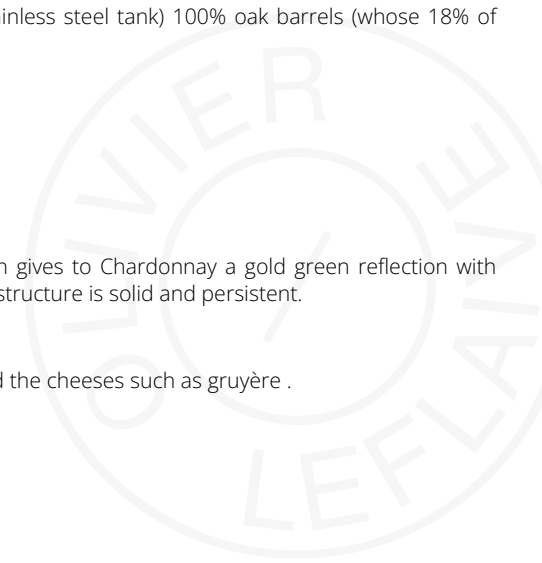 inless steel tank) 100% oak barrels (whose 18% of
OLIVIER
LEFLAIVE
gives to Chardonnay a gold green reflection with
structure is solid and persistent.
the cheeses such as gruyère .